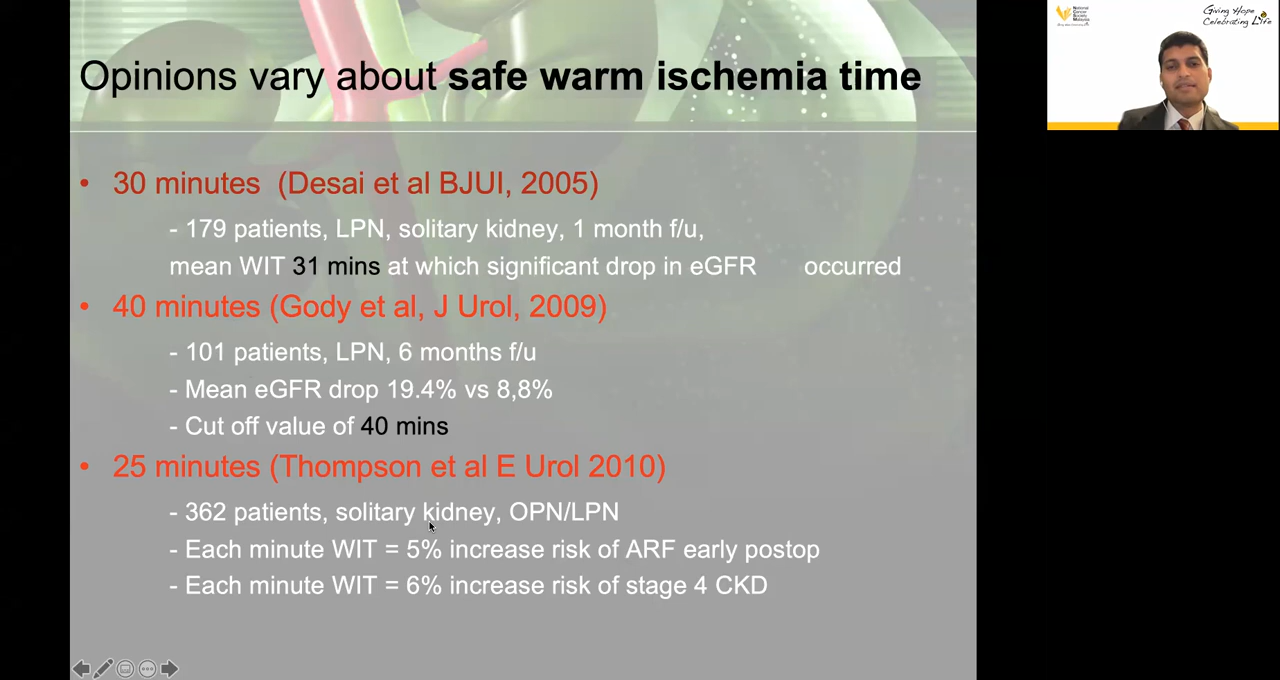 Opinions vary about safe warm ischemia time
• 30 minutes (Desai et al BJUI, 2005)
- 179 patients, LPN, solitary kidney, 1 month f/u,
mean WIT 31 mins at which significant drop in eGFR occurred
• 40 minutes (Gody et al, J Urol, 2009)
- 101 patients, LPN, 6 months f/u
- Mean eGFR drop 19.4% vs 8,8%
- Cut off value of 40 mins
• 25 minutes (Thompson et al E Urol 2010)
- 362 patients, solitary kidney, OPN/LPN
- Each minute WIT = 5% increase risk of ARF early postop
- Each minute WIT = 6% increase risk of stage 4 CKD
National
Cancer
Society
Malaysia
Giving Hope
Celebrating Life